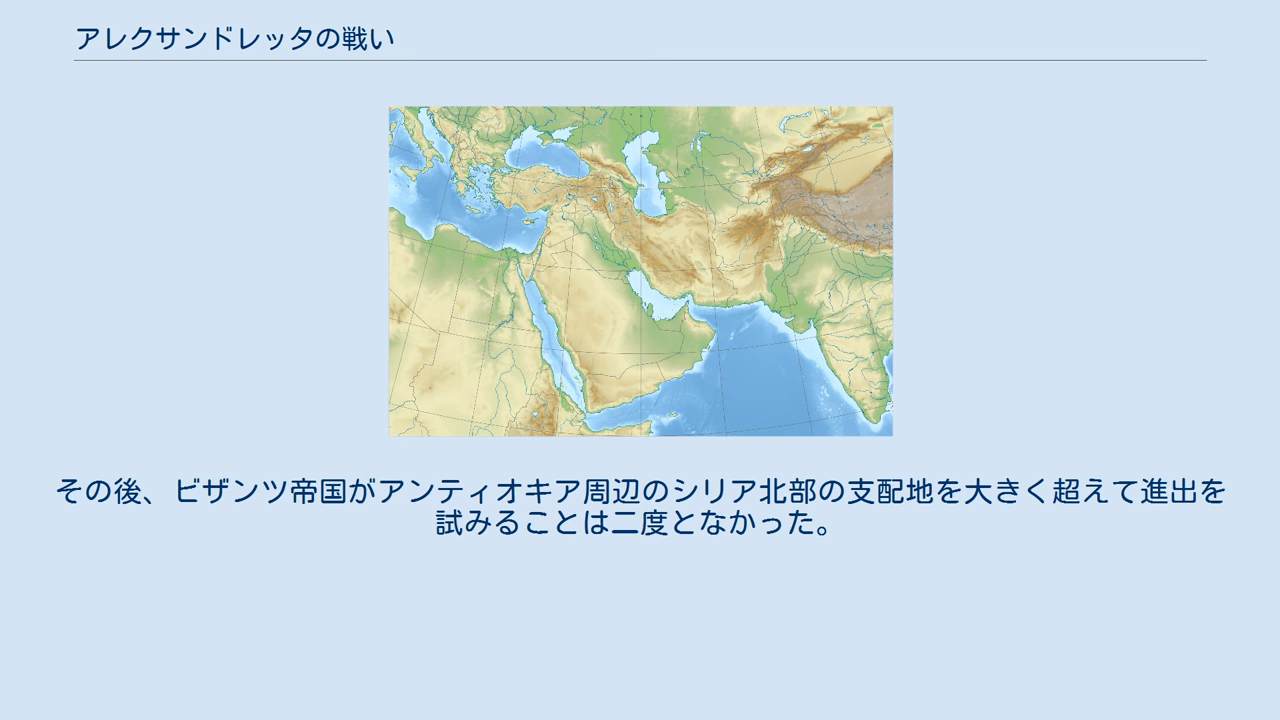 アレクサンドレッタの戦い
その後、ビザンツ帝国がアンティオキア周辺のシリア北部の支配地を大きく超えて進出を
試みることは二度となかった。